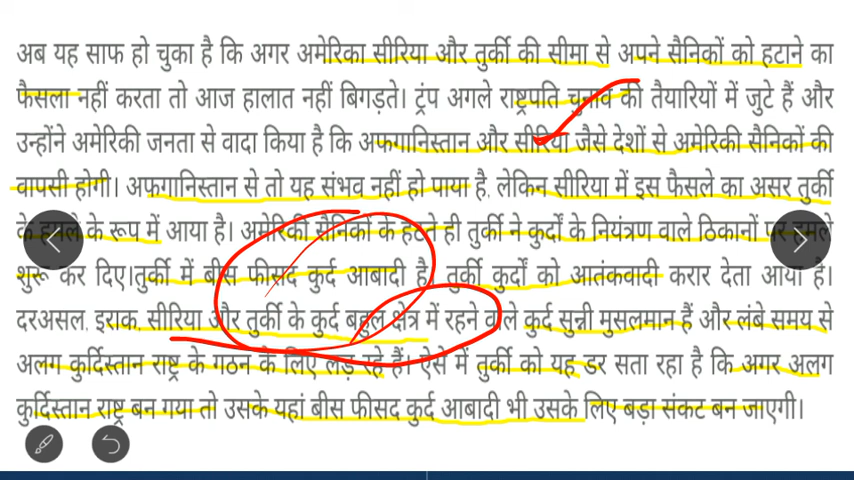 अब यह साफ हो चुका है कि अगर अमेरिका सीरिया और तुर्की की सीमा से अपने सैनिकों को हटाने का
फैसला नहीं करता तो आज हालात नहीं बिगड़ते। ट्रंप अगले राष्ट्रपति चुनाव की तैयारियों में जुटे हैं और
उन्होंने अमेरिकी जनता से वादा किया है कि अफगानिस्तान और सीरिया जैसे देशों से अमेरिकी सैनिकों की
वापसी होगी। अफगानिस्तान से तो यह संभव नहीं हो पाया है, लेकिन सीरिया में इस फैसले का असर तुर्की
के हमले के रूप में आया है। अमेरिकी सैनिकों के हटते ही तुर्की ने कुर्दों के नियंत्रण वाले ठिकानों पर हमले
शुरू कर दिए।तुर्की में बीस फीसद कुर्द आबादी है। तुर्की कुर्दों को आतंकवादी करार देता आया है।
दरअसल, इराक, सीरिया और तुर्की के कुर्द बहुल क्षेत्र में रहने वाले कुर्द सुन्नी मुसलमान हैं और लंबे समय से
अलग कुर्दिस्तान राष्ट्र के गठन के लिए लड़ रहे हैं। ऐसे में तुर्की को यह डर सता रहा है कि अगर अलग
कुर्दिस्तान राष्ट्र बन गया तो उसके यहां बीस फीसद कुर्द आबादी भी उसके लिए बड़ा संकट बन जाएगी।